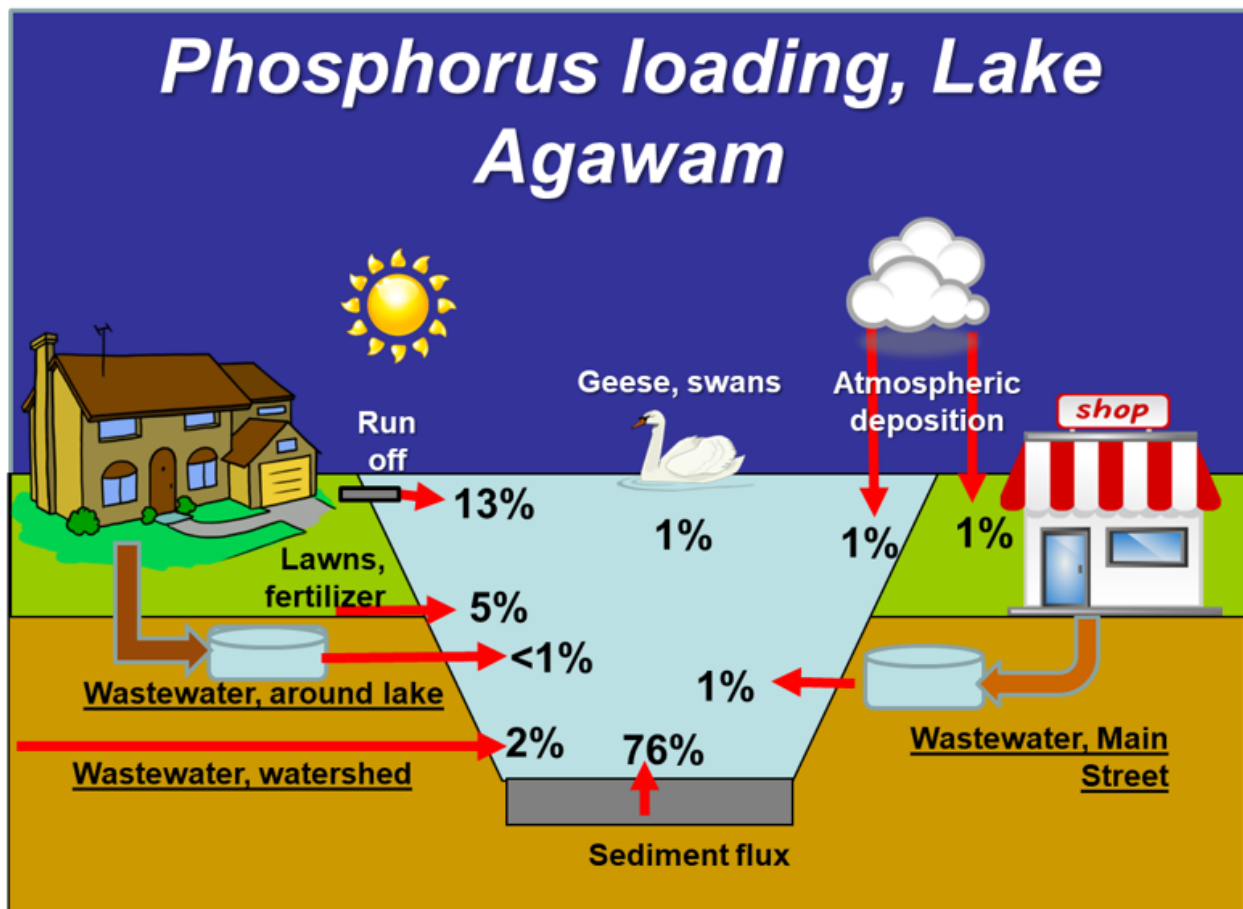 Phosphorus loading, Lake
Agawam
Geese, swans
Atmospheric
deposition
shop
Run
off
13%
1%
1%
1%
Lawns,
fertilizer
5%
<1%
Wastewater, around lake
1%
2%
76%
Wastewater, Main
Street
Wastewater, watershed
Sediment flux